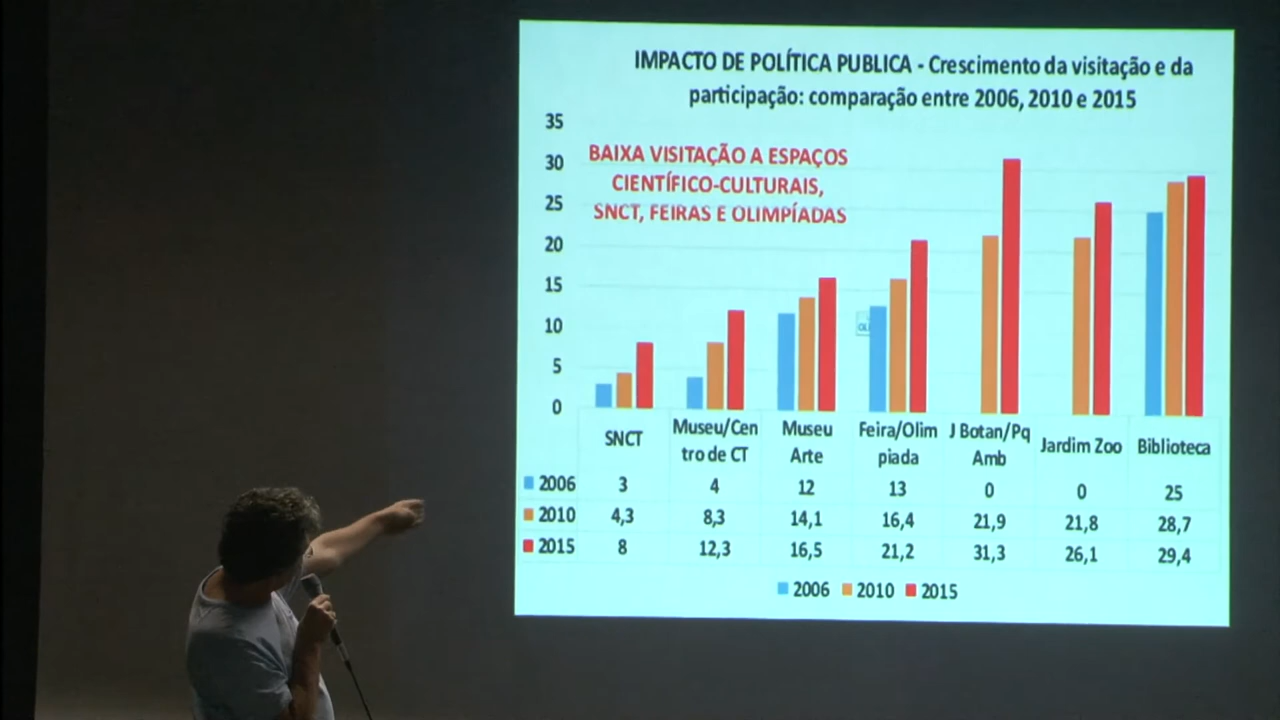 IMPACTO DE POLÍTICA PUBLICA - Crescimento da visitação e da
participação: comparação entre 2006, 2010 e 2015
35
30
25
20
15
10
5
0
BAIXA VISITAÇÃO A ESPAÇOS
CIENTÍFICO-CULTURAIS,
SNCT, FEIRAS E OLIMPÍADAS
SNCT
Museu/Cen
tro de CT
Museu
Arte
Feira/Olim
piada
J Botan/Pq
Amb
Jardim Zoo
Biblioteca
2006 3 4 12 13 0 0 25
2010 4,3 8,3 14,1 16,4 21,9 21,8 28,7
2015 8 12,3 16,5 21,2 31,3 26,1 29,4
2006 2010 2015